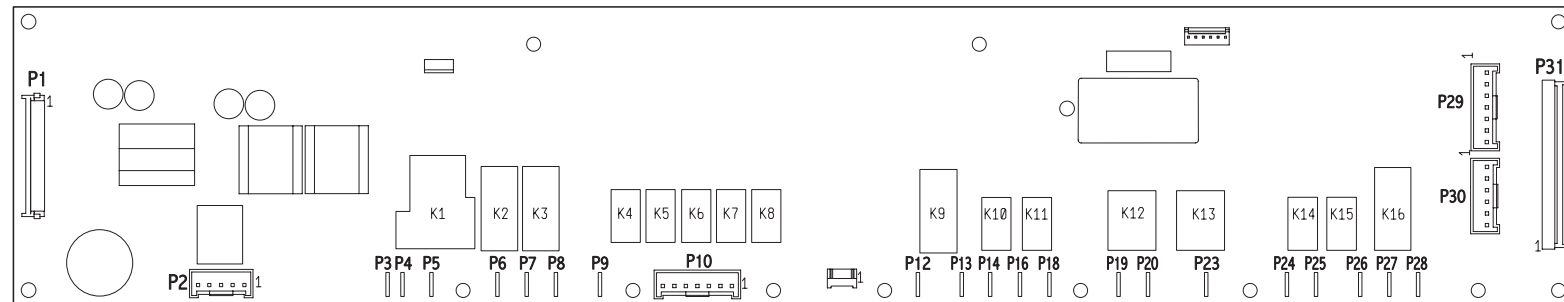 P1
1
P2
1
P3 P4 P5 P6 P7 P8 P9 P10
1
1
P12 P13 P14 P16 P18 P19 P20 P23 P24 P25 P26 P27 P28
K1 K2 K3 K4 K5 K6 K7 K8 K9 K10 K11 K12 K13 K14 K15 K16
1
P29
1
P30
P31
1